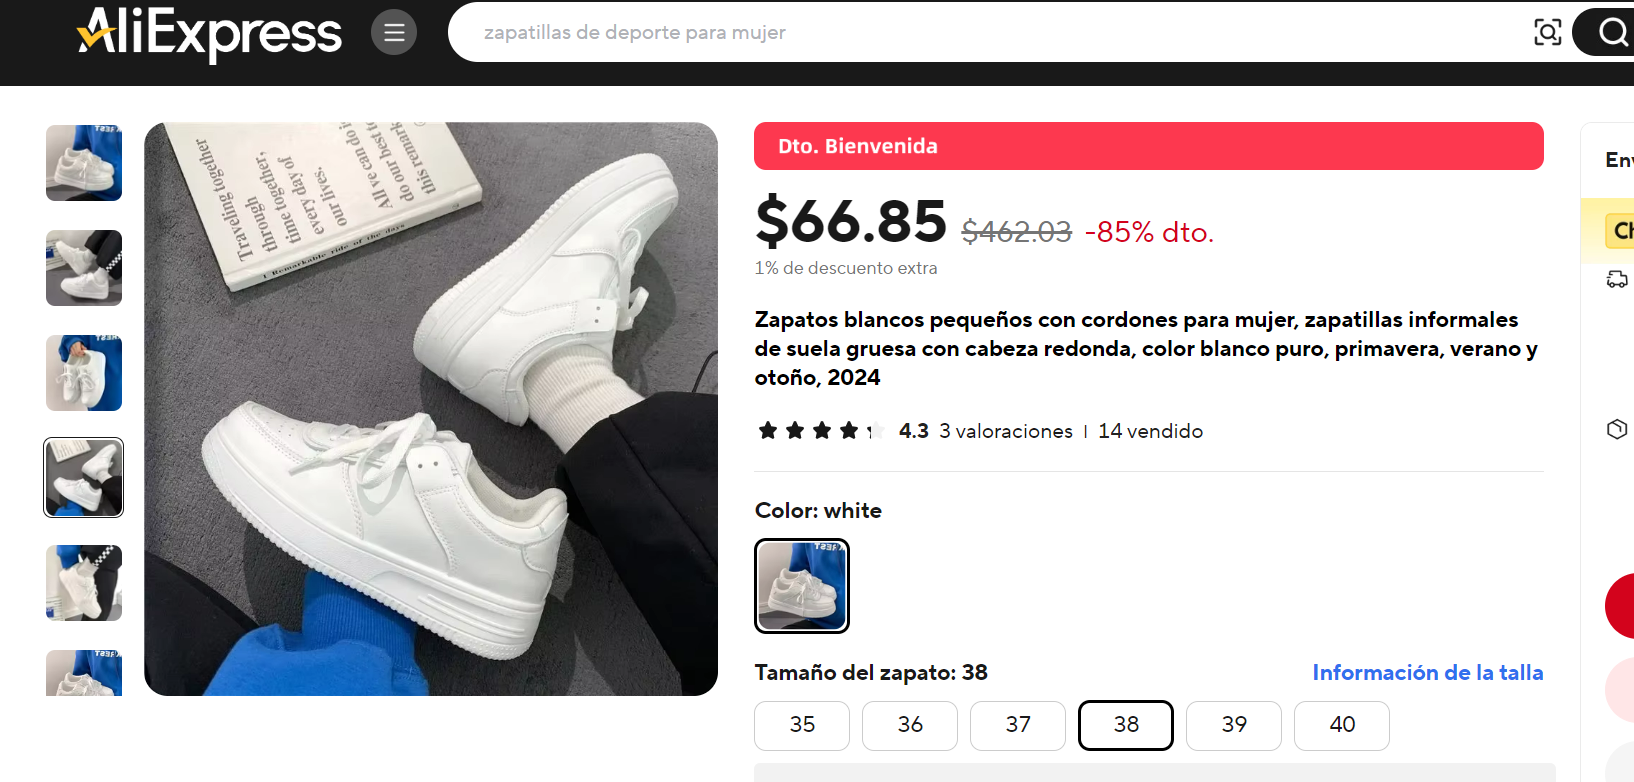 AliExpress
zapatillas de deporte para mujer
Traveling together
through
time together,
every day of
our lives.
All we can do is
do our best to
this remark
1 Remarkable ride of the days
Dto. Bienvenida
$66.85 $462.03 -85% dto.
1% de descuento extra
Zapatos blancos pequeños con cordones para mujer, zapatillas informales
de suela gruesa con cabeza redonda, color blanco puro, primavera, verano y
otoño, 2024
4.3 3 valoraciones | 14 vendido
Color: white
Tamaño del zapato: 38 Información de la talla
35 36 37 38 39 40